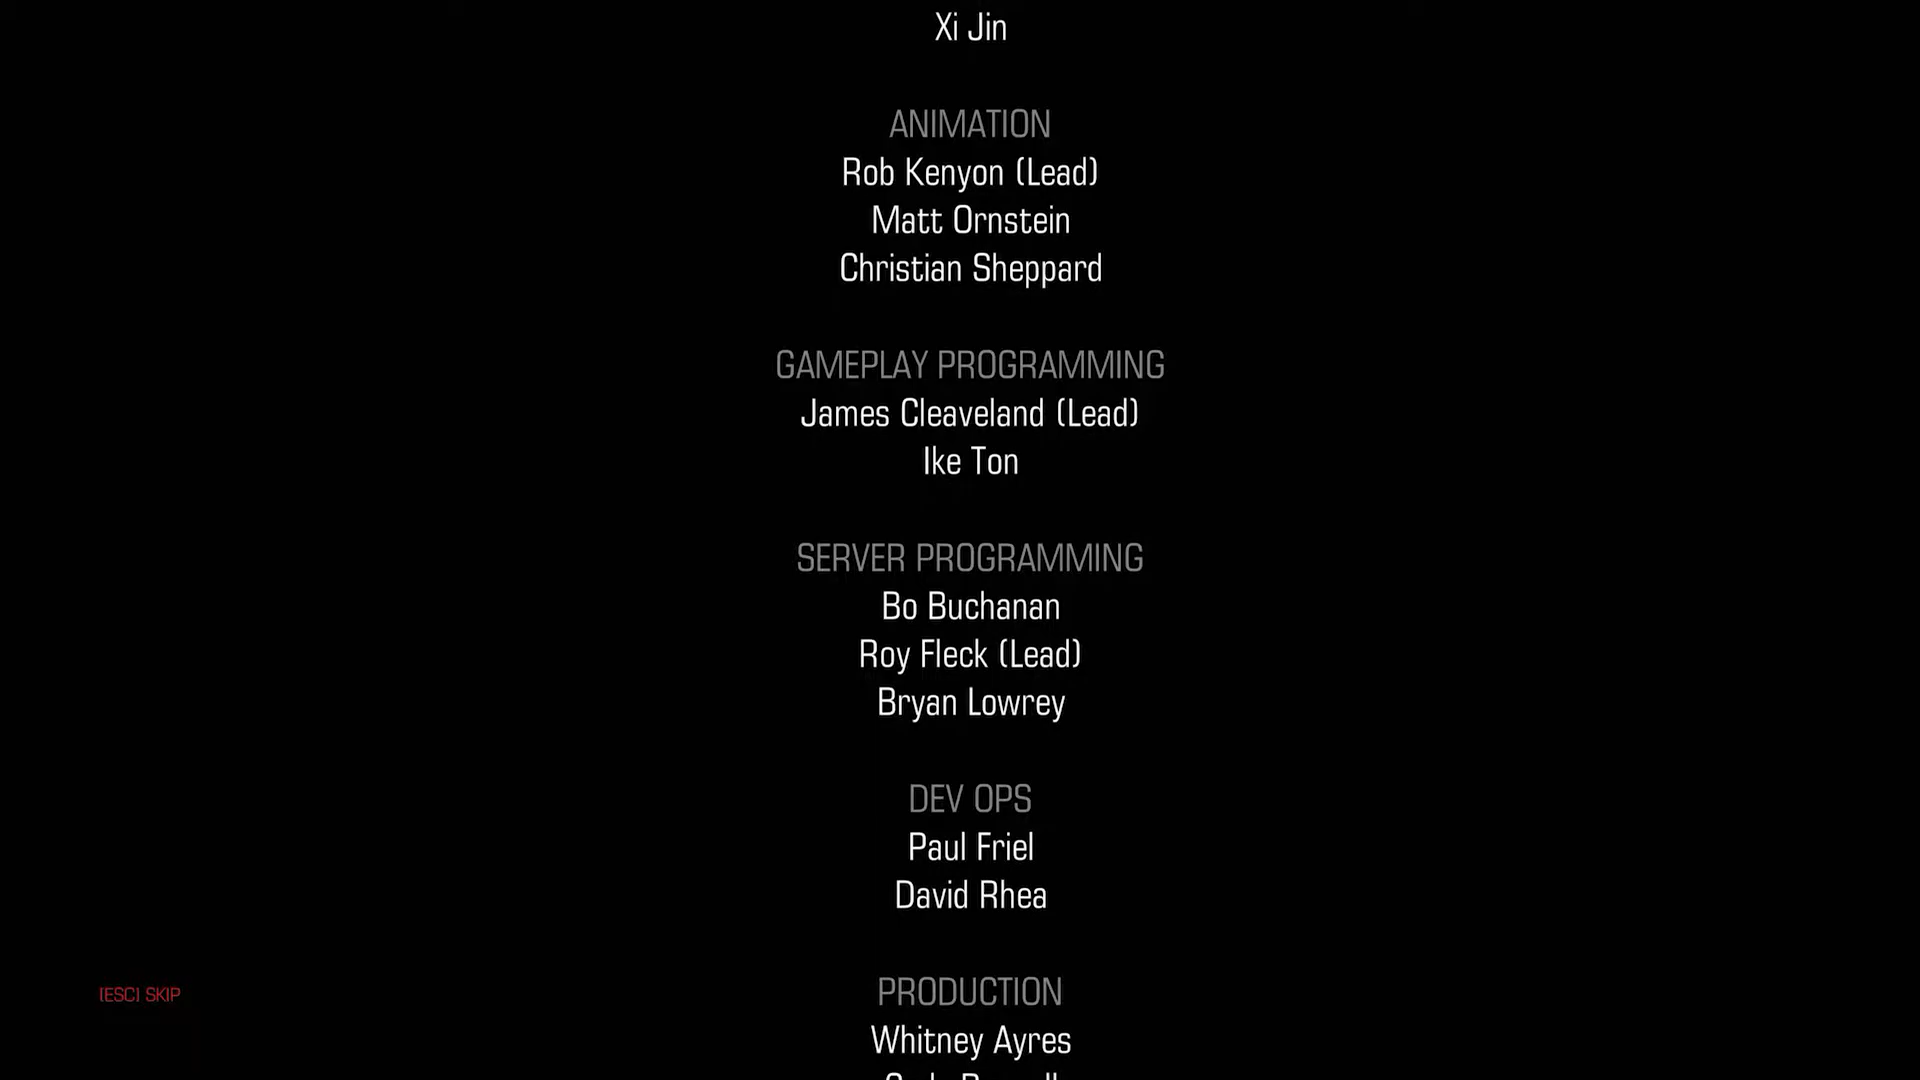 Xi Jin
ANIMATION
Rob Kenyon (Lead)
Matt Ornstein
Christian Sheppard
GAMEPLAY PROGRAMMING
James Cleaveland (Lead)
Ike Ton
SERVER PROGRAMMING
Bo Buchanan
Roy Fleck (Lead)
Bryan Lowrey
DEV OPS
Paul Friel
David Rhea
[ESC] SKIP
PRODUCTION
Whitney Ayres